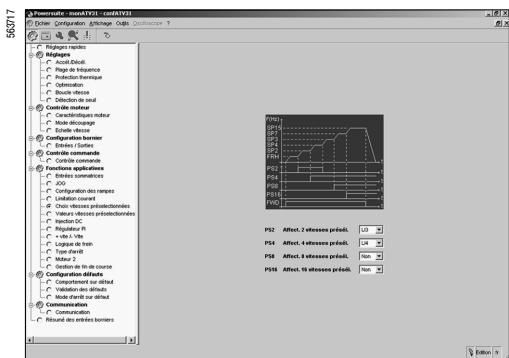 563717
Powersuite - monATV31 - confATV31
Fichier Configuration Affichage Outils Oscilloscope ?
Réglages rapides
Réglages
Accél./Décél.
Plage de fréquence
Protection thermique
Optimisation
Boucle vitesse
Détection de seuil
Contrôle moteur
Caractéristiques moteur
Mode découpage
Echelle vitesse
Configuration bornier
Entrées / Sorties
Contrôle commande
Contrôle commande
Fonctions applicatives
Entrées sommatrices
JOG
Configuration des rampes
Limitation courant
Choix vitesses préselectionnées
Valeurs vitesses préselectionnées
Injection DC
Régulateur PI
+ vite /- Vite
Logique de frein
Type d'arrêt
Moteur 2
Gestion de fin de course
Configuration défauts
Comportement sur défaut
Validation des défauts
Mode d'arrêt sur défaut
Communication
Communication
Résumé des entrées borniers
F(Hz)
SP15
SP7
SP3
SP4
SP2
FRH
t
PS2
t
PS4
t
PS8
t
PS16
t
FWD
t
PS2 Affect. 2 vitesses présél. LI3
PS4 Affect. 4 vitesses présél. LI4
PS8 Affect. 8 vitesses présél. Non
PS16 Affect. 16 vitesses présél. Non
Edition